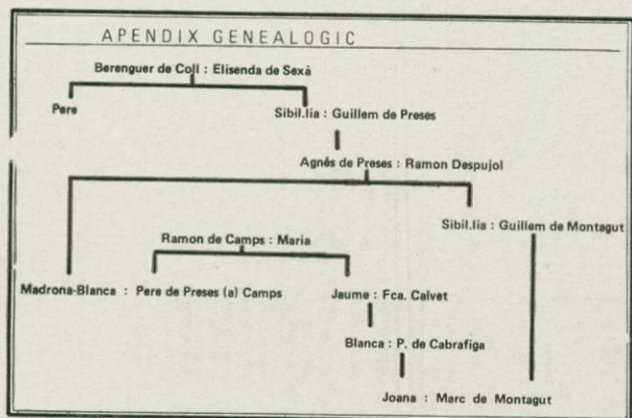 APENDIX GENEALOGIC
Berenguer de Coll : Elisenda de Sexà
Pere
Sibil.lia : Guillem de Preses
Agnés de Preses : Ramon Despujol
Sibil.lia : Guillem de Montagut
Ramon de Camps : Maria
Madrona-Blanca : Pere de Preses (a) Camps
Jaume : Fca. Calvet
Blanca : P. de Cabrafiga
Joana : Marc de Montagut